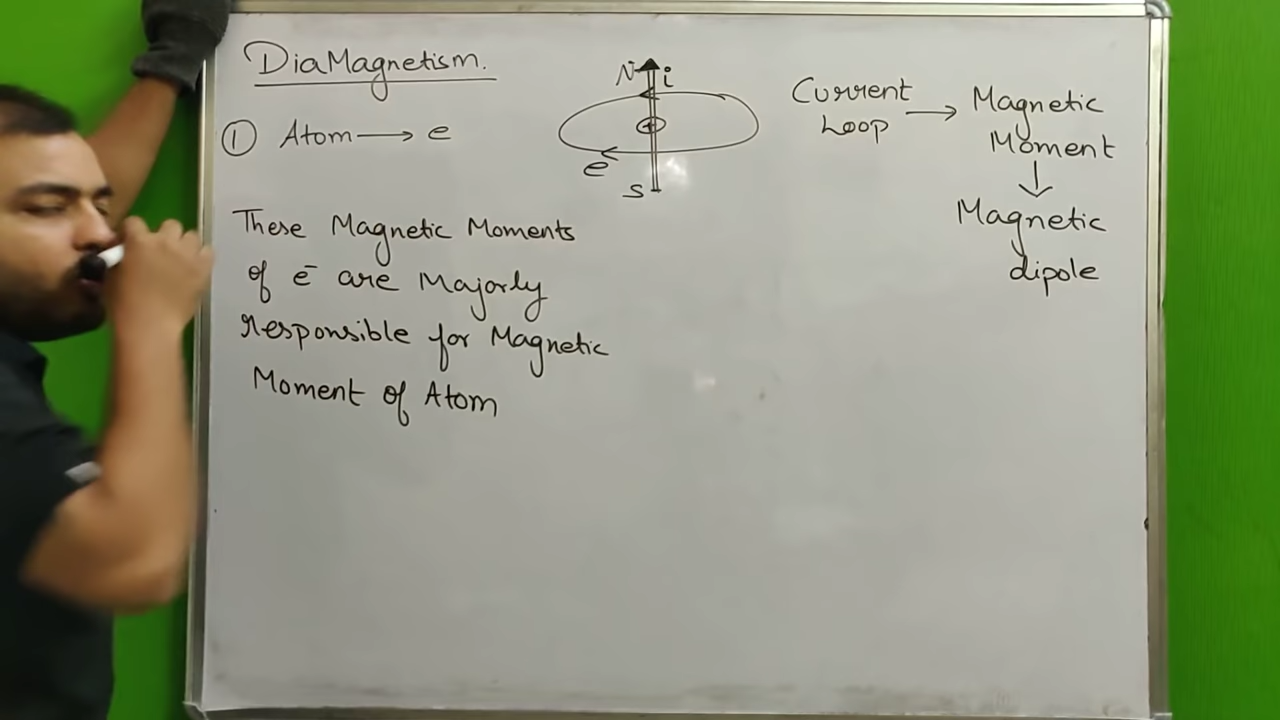 DiaMagnetism.
① Atom → e
N i
+
e
S
Current → Magnetic
Loop Moment
↓
Magnetic
dipole
These Magnetic Moments
of e⁻ are Majorly
responsible for Magnetic
Moment of Atom